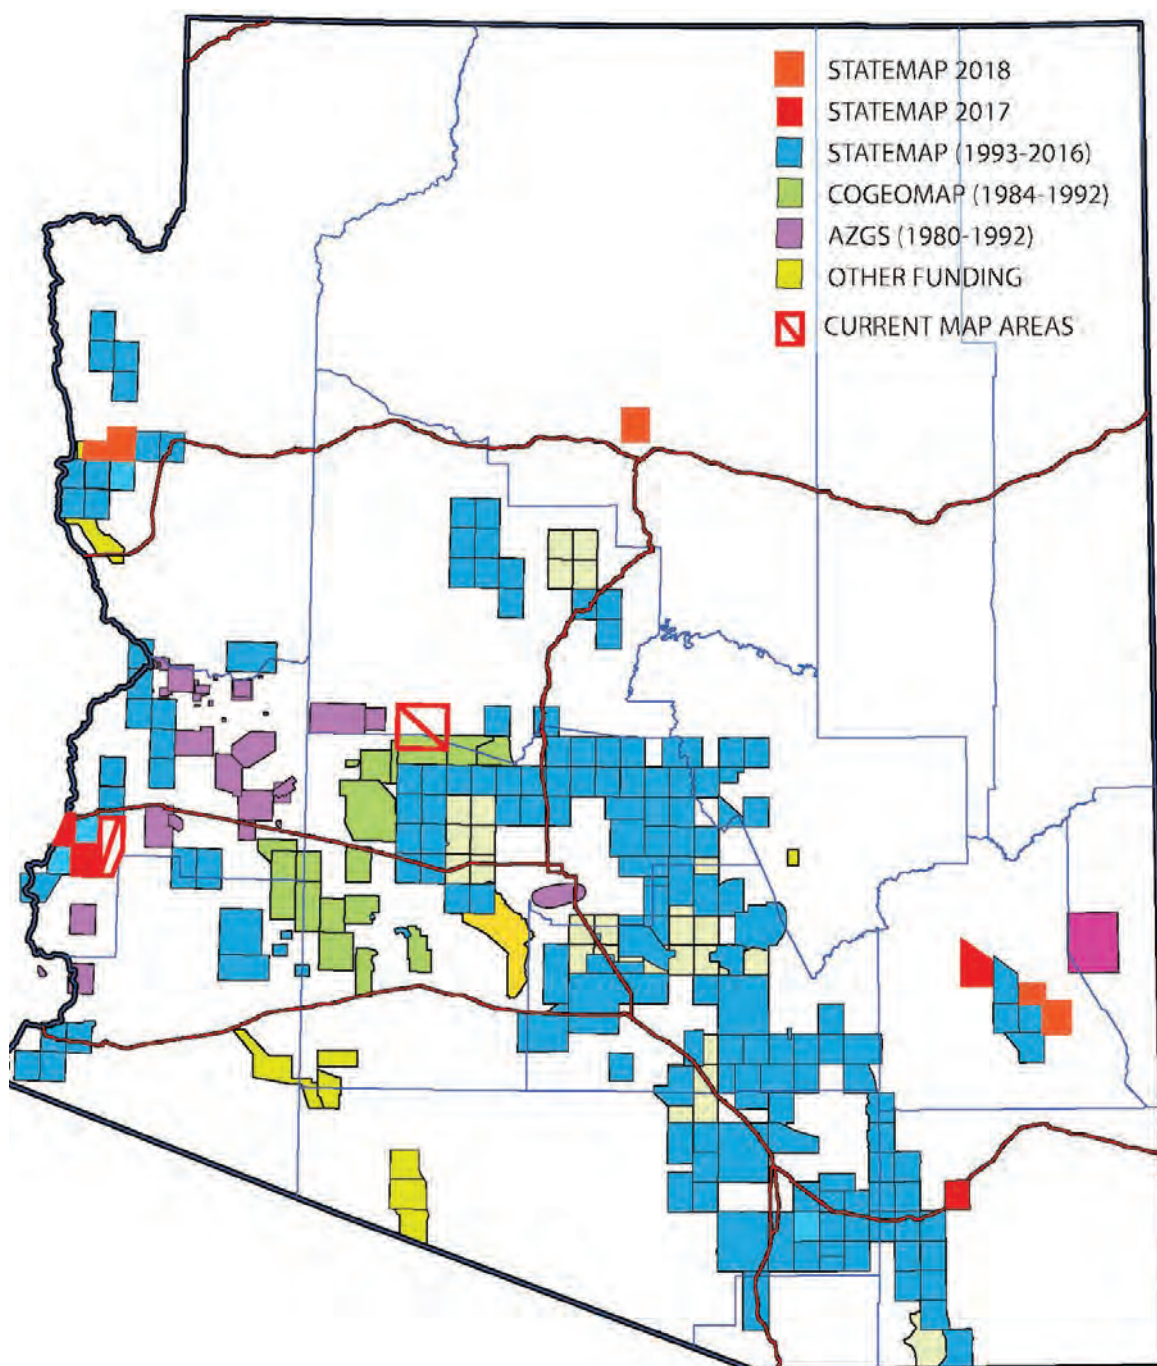 STATEMAP 2018
STATEMAP 2017
STATEMAP (1993-2016)
COGEOMAP (1984-1992)
AZGS (1980-1992)
OTHER FUNDING
CURRENT MAP AREAS